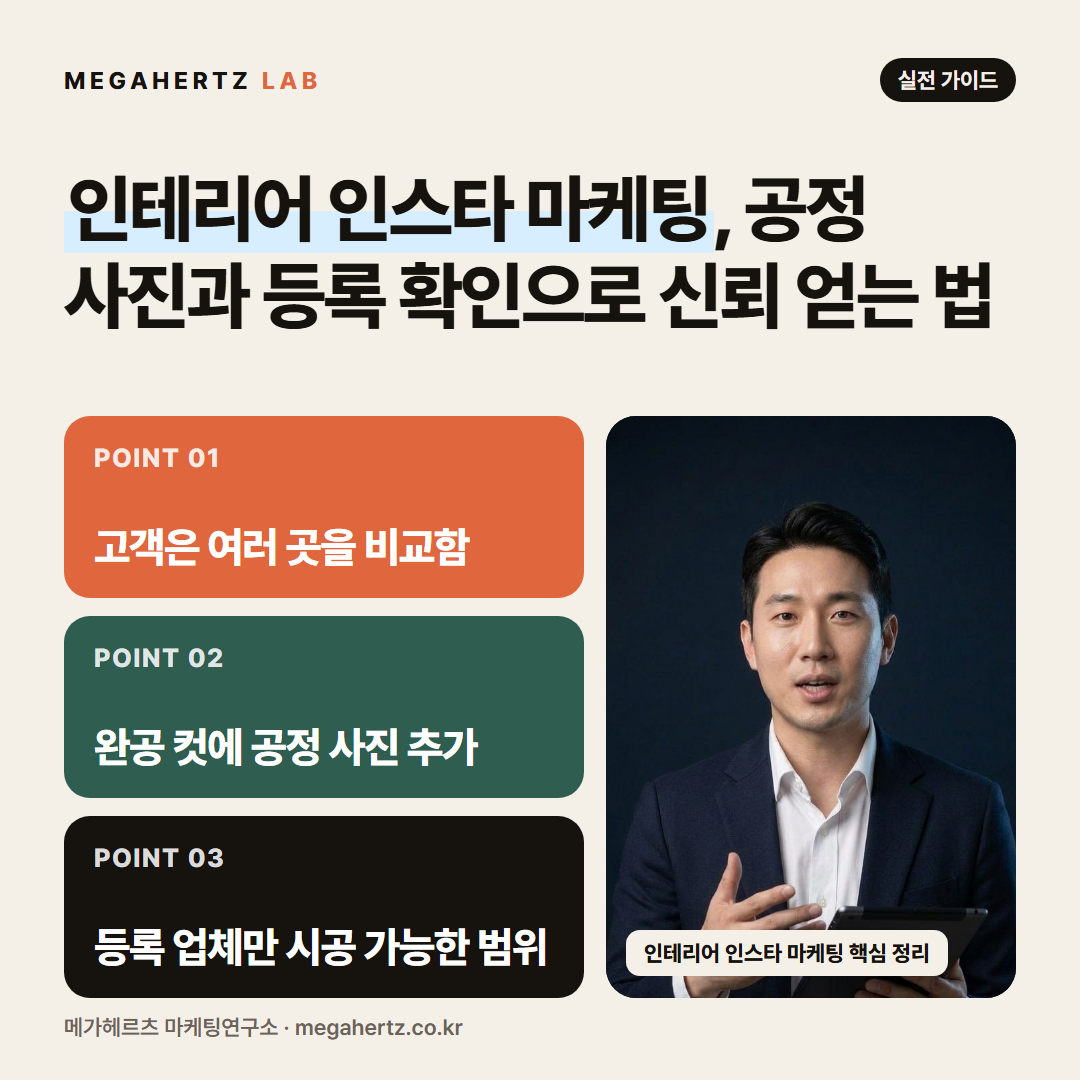 MEGAHERTZ LAB
실전 가이드
인테리어 인스타 마케팅, 공정
사진과 등록 확인으로 신뢰 얻는 법
POINT 01
고객은 여러 곳을 비교함
POINT 02
완공 컷에 공정 사진 추가
POINT 03
등록 업체만 시공 가능한 범위
인테리어 인스타 마케팅 핵심 정리
메가헤르츠 마케팅연구소 · megahertz.co.kr